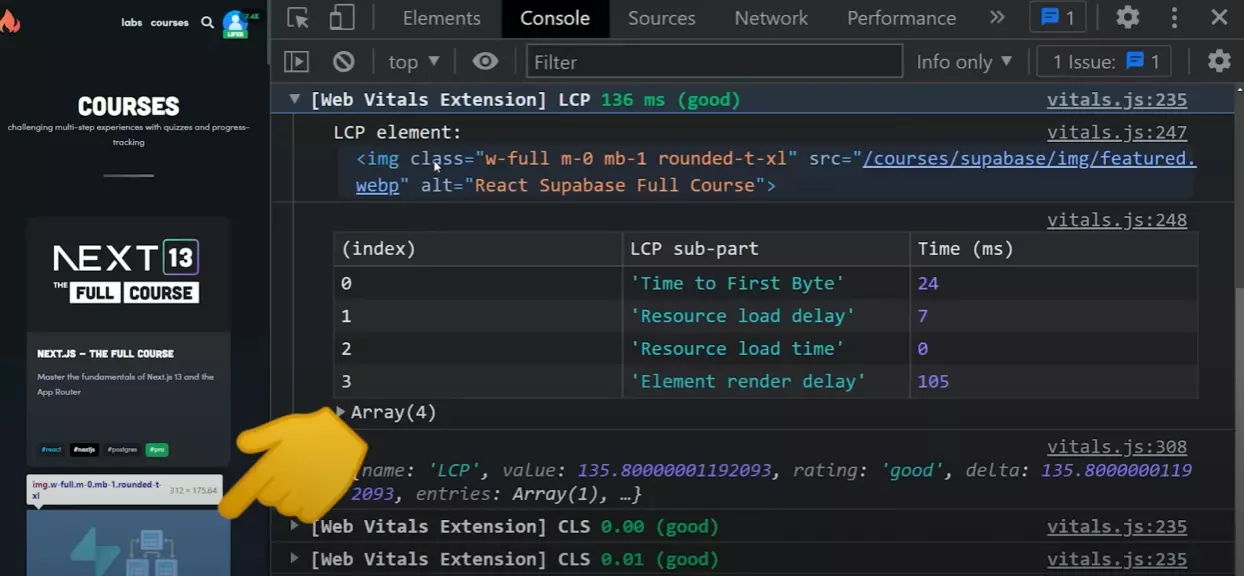 labs courses 7.4K
LIFER
COURSES
challenging multi-step experiences with quizzes and progress-
tracking
NEXT 13
THE FULL COURSE
NEXT.JS – THE FULL COURSE
Master the fundamentals of Next.js 13 and the
App Router
#react #nextjs #postgres #pro
img.w-full.m-0.mb-1.rounded-t-
xl 312 × 175.64
Elements Console Sources Network Performance » 1
top ▼ Filter Info only ▼ 1 Issue: 1
▼ [Web Vitals Extension] LCP 136 ms (good) vitals.js:235
LCP element: vitals.js:247
<img class="w-full m-0 mb-1 rounded-t-xl" src="/courses/supabase/img/featured.
webp" alt="React Supabase Full Course">
vitals.js:248
(index) LCP sub-part Time (ms)
0 'Time to First Byte' 24
1 'Resource load delay' 7
2 'Resource load time' 0
3 'Element render delay' 105
▶ Array(4)
vitals.js:308
{name: 'LCP', value: 135.80000001192093, rating: 'good', delta: 135.8000000119
2093, entries: Array(1), …}
▶ [Web Vitals Extension] CLS 0.00 (good) vitals.js:235
▶ [Web Vitals Extension] CLS 0.01 (good) vitals.js:235